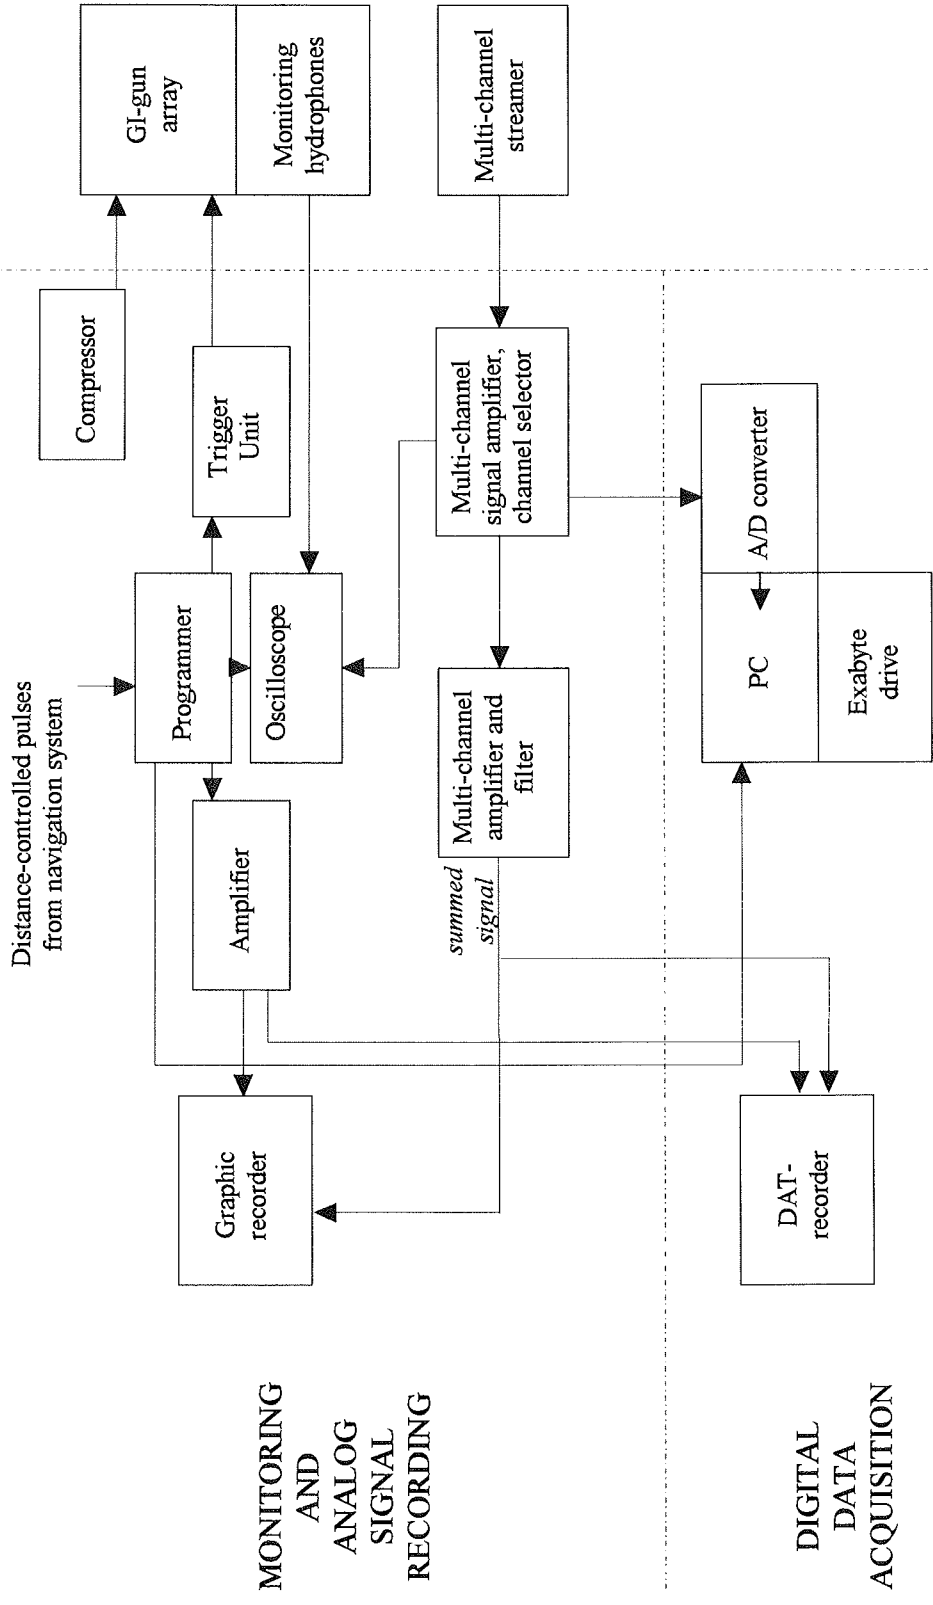 MONITORING
AND
ANALOG
SIGNAL
RECORDING
Distance-controlled pulses
from navigation system
Graphic
recorder
Amplifier
Programmer
Oscilloscope
Trigger
Unit
Compressor
GI-gun
array
Monitoring
hydrophones
summed
signal
Multi-channel
amplifier and
filter
Multi-channel
signal amplifier,
channel selector
Multi-channel
streamer
DIGITAL
DATA
ACQUISITION
DAT-
recorder
PC
A/D converter
Exabyte
drive